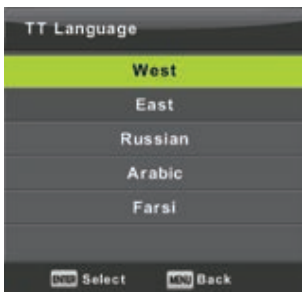 TT Language
West
East
Russian
Arabic
Farsi
ENTER Select MENU Back